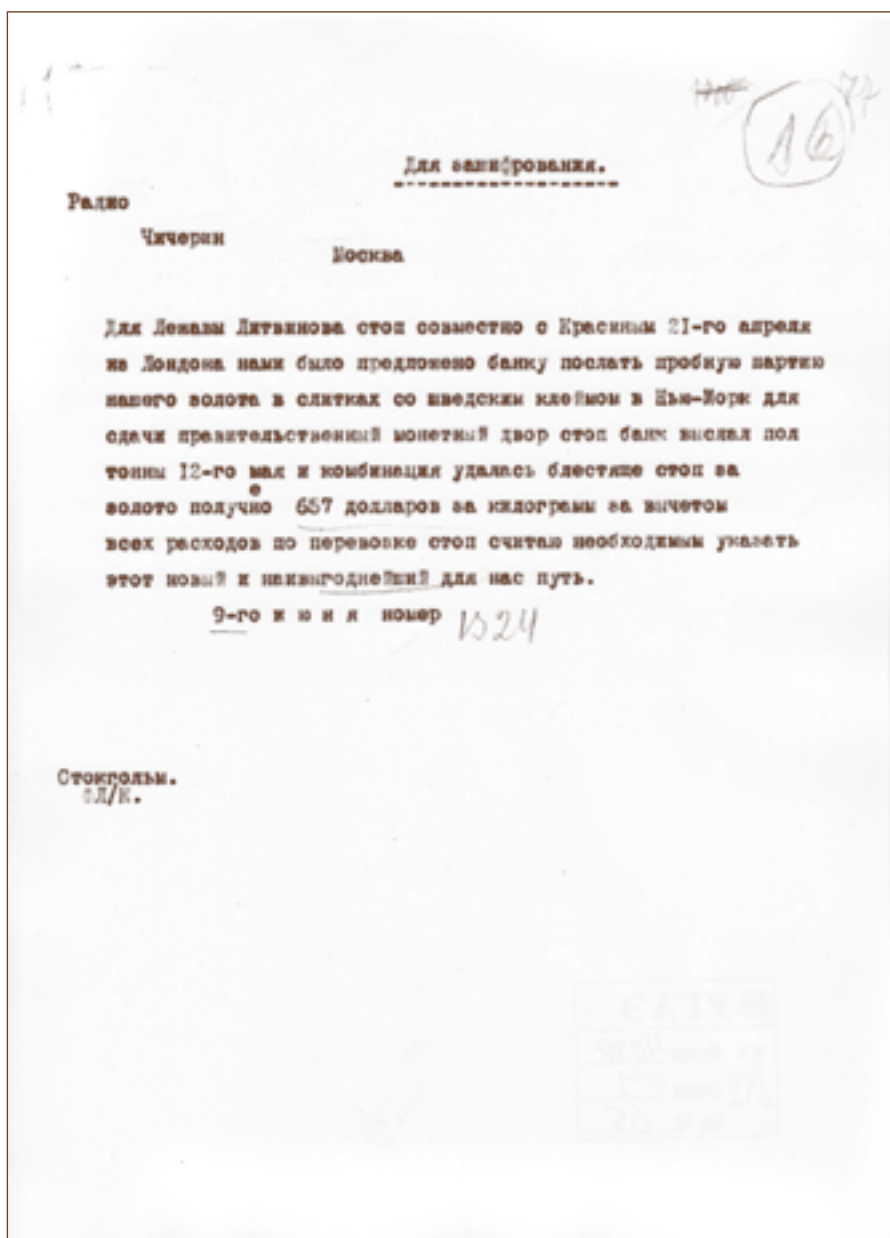 16
77
Для зашифрования.
Радио
Чичерин
Москва
Для Лежавы Литвинова стоп совместно с Красиным 21-го апреля
из Лондона нами было предложено банку послать пробную партию
нашего золота в слитках со шведским клеймом в Нью-Йорк для
сдачи правительственный монетный двор стоп банк выслал пол
тонны 12-го мая и комбинация удалась блестяще стоп за
золото получено 657 долларов за килограмм за вычетом
всех расходов по перевозке стоп считаю необходимым указать
этот новый и наивыгоднейший для нас путь.
9-го и ю н я номер
Стокгольм.
РГАЭ